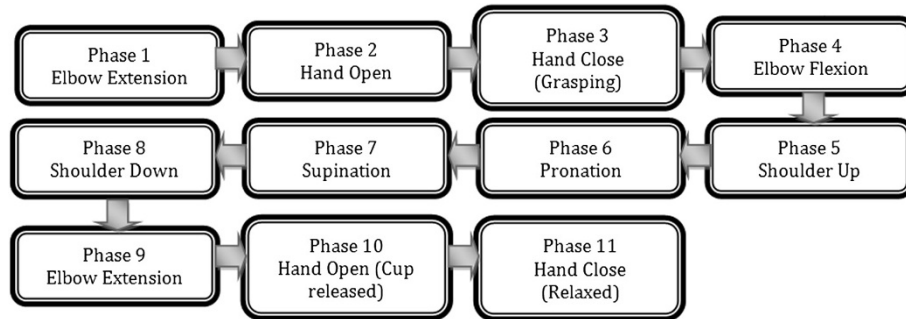 Phase 1
Elbow Extension
Phase 2
Hand Open
Phase 3
Hand Close
(Grasping)
Phase 4
Elbow Flexion
Phase 5
Shoulder Up
Phase 6
Pronation
Phase 7
Supination
Phase 8
Shoulder Down
Phase 9
Elbow Extension
Phase 10
Hand Open (Cup
released)
Phase 11
Hand Close
(Relaxed)